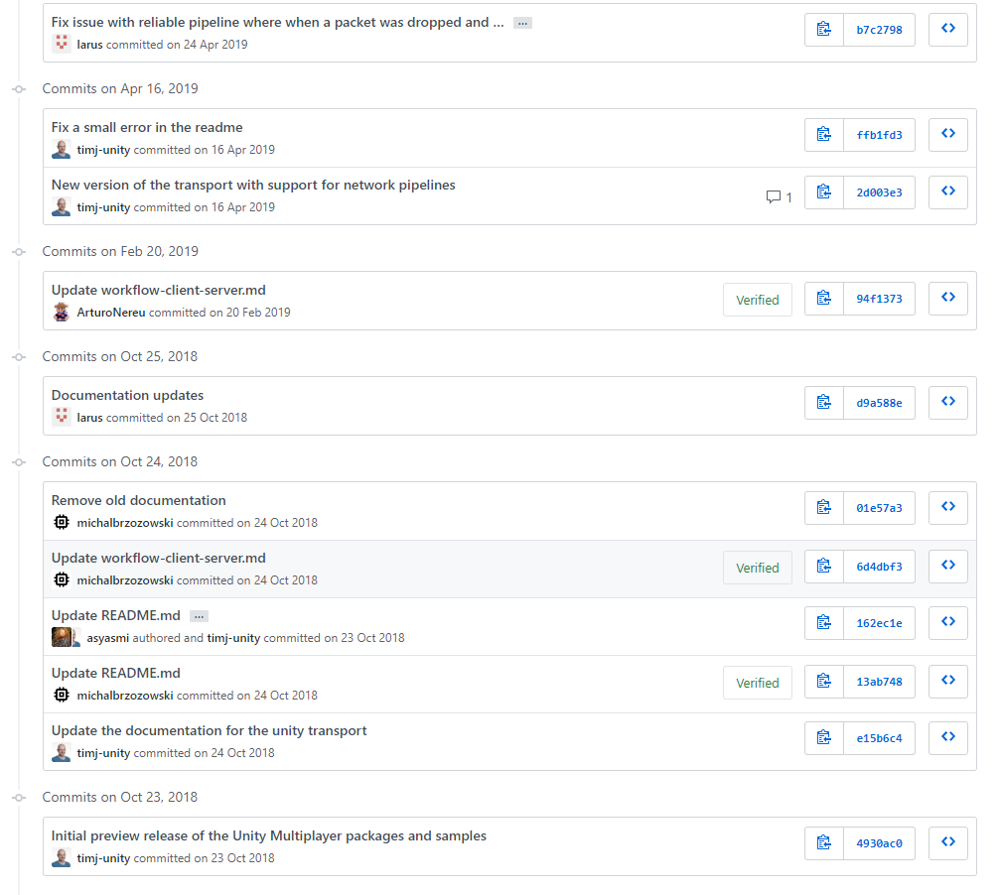 Fix issue with reliable pipeline where when a packet was dropped and ... ...
larus committed on 24 Apr 2019
b7c2798
Commits on Apr 16, 2019
Fix a small error in the readme
timj-unity committed on 16 Apr 2019
ffb1fd3
New version of the transport with support for network pipelines
timj-unity committed on 16 Apr 2019
1
2d003e3
Commits on Feb 20, 2019
Update workflow-client-server.md
ArturoNereu committed on 20 Feb 2019
Verified
94f1373
Commits on Oct 25, 2018
Documentation updates
larus committed on 25 Oct 2018
d9a588e
Commits on Oct 24, 2018
Remove old documentation
michalbrzozowski committed on 24 Oct 2018
01e57a3
Update workflow-client-server.md
michalbrzozowski committed on 24 Oct 2018
Verified
6d4dbf3
Update README.md ...
asyasmi authored and timj-unity committed on 23 Oct 2018
162ec1e
Update README.md
michalbrzozowski committed on 24 Oct 2018
Verified
13ab748
Update the documentation for the unity transport
timj-unity committed on 24 Oct 2018
e15b6c4
Commits on Oct 23, 2018
Initial preview release of the Unity Multiplayer packages and samples
timj-unity committed on 23 Oct 2018
4930ac0